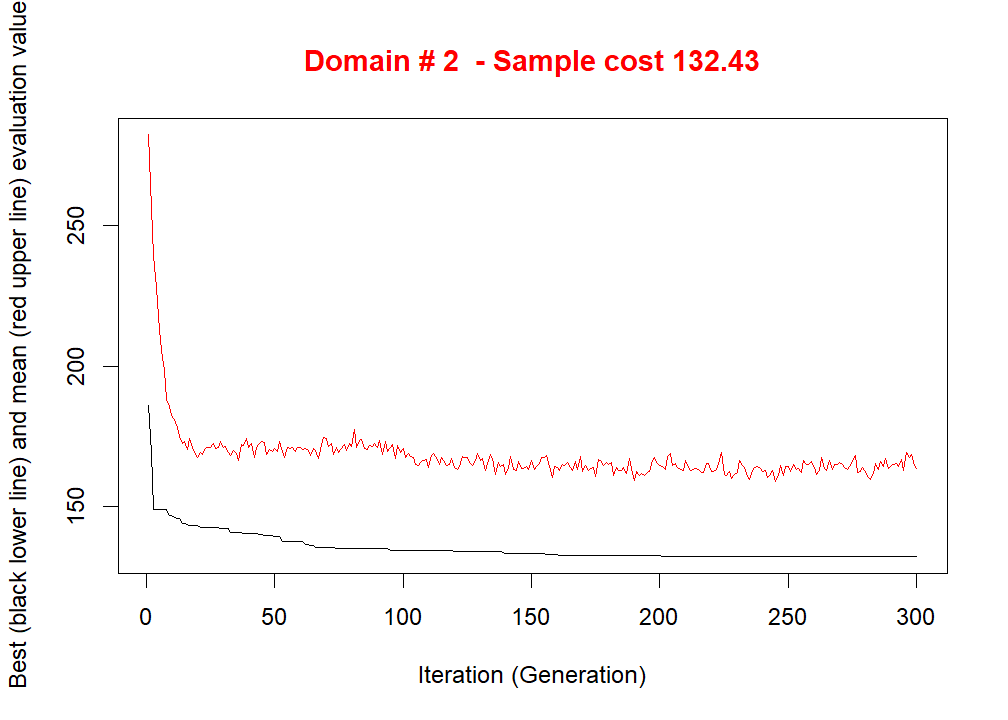 Domain # 2  - Sample cost 132.43
Best (black lower line) and mean (red upper line) evaluation value
250
200
150
0 50 100 150 200 250 300
Iteration (Generation)